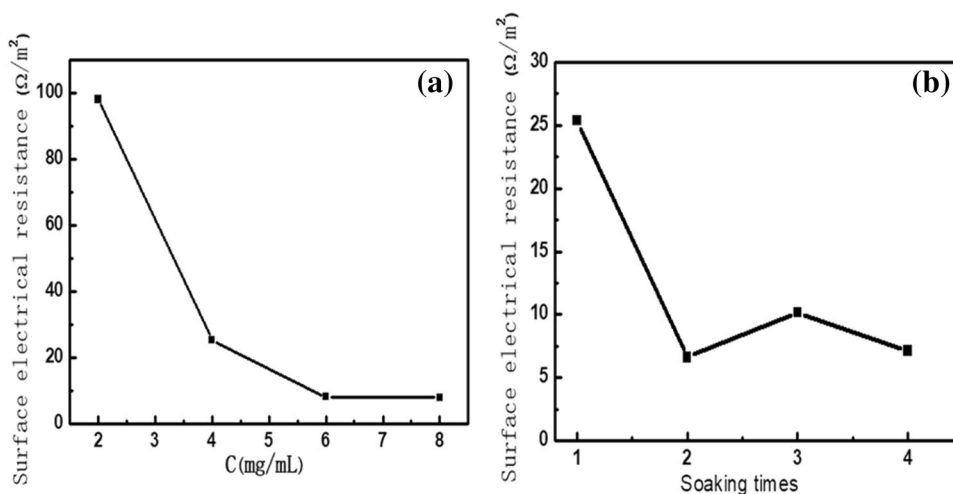 (a)
Surface electrical resistance (Ω/m²)
100
80
60
40
20
0
2 3 4 5 6 7 8
C(mg/mL)
(b)
Surface electrical resistance (Ω/m²)
30
25
20
15
10
5
0
1 2 3 4
Soaking times